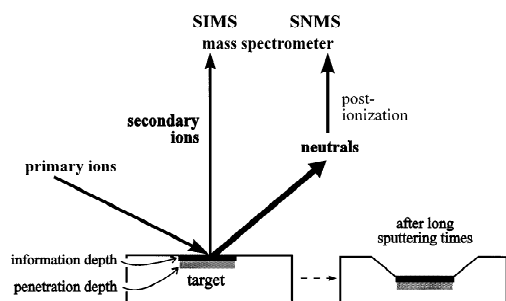 SIMS SNMS
mass spectrometer
post-
ionization
secondary
ions
neutrals
primary ions
after long
sputtering times
information depth
penetration depth
target